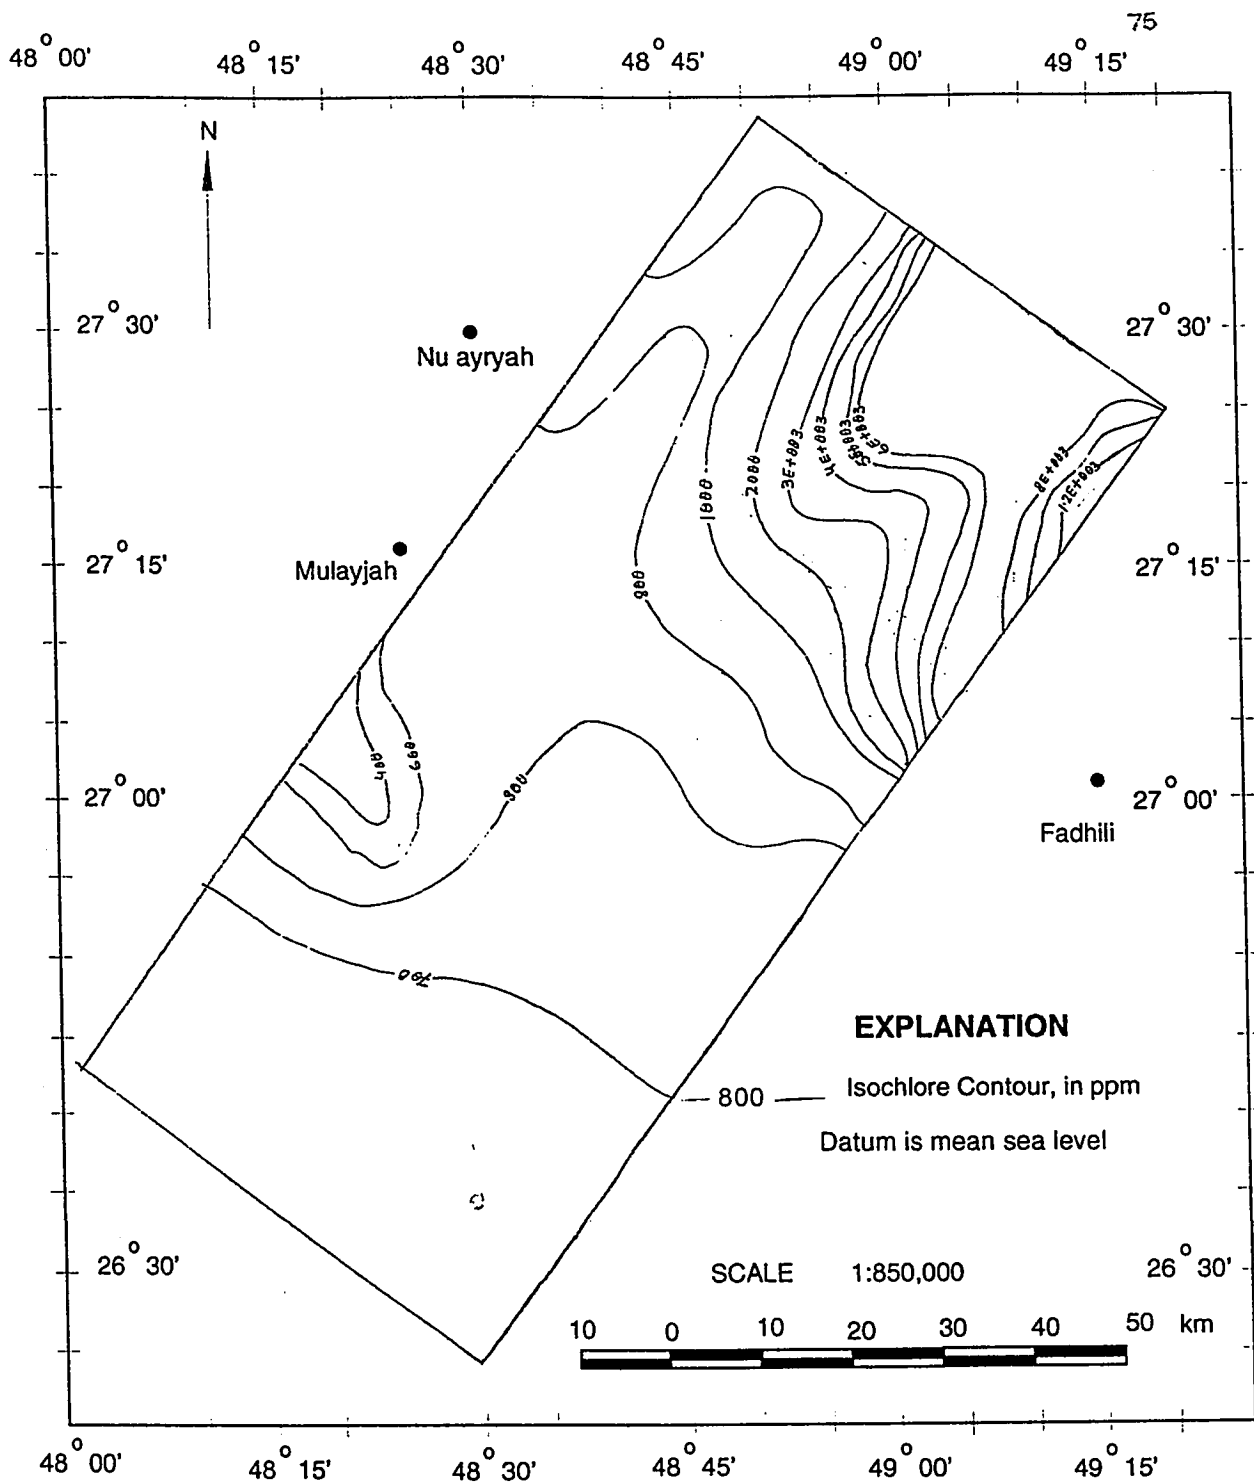 75
48° 00' 48° 15' 48° 30' 48° 45' 49° 00' 49° 15'
N
27° 30' 27° 30'
Nu ayryah
3E+003 4E+003 5E+003 6E+003
2000
1000
8E+003
1.2E+003
27° 15' 27° 15'
Mulayjah
800
600
400
800
27° 00' 27° 00'
Fadhili
700
EXPLANATION
800 Isochlore Contour, in ppm
Datum is mean sea level
26° 30' 26° 30'
SCALE 1:850,000
10 0 10 20 30 40 50 km
48° 00' 48° 15' 48° 30' 48° 45' 49° 00' 49° 15'